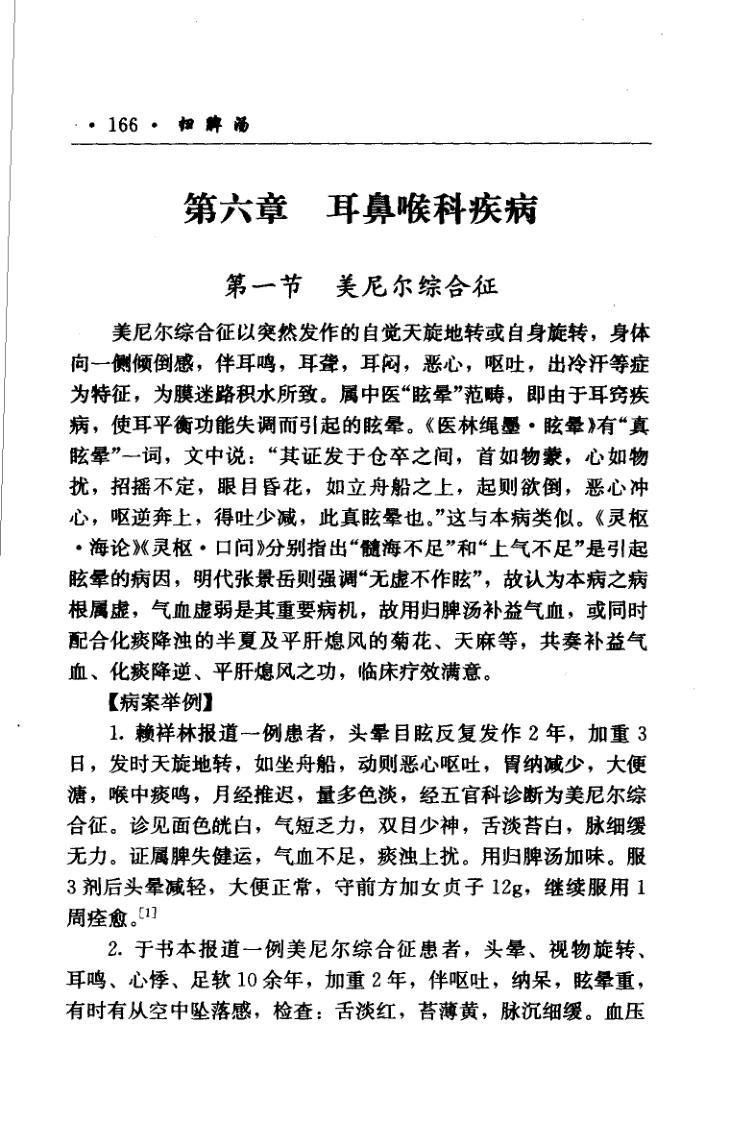 · 166 · 归脾汤
第六章 耳鼻喉科疾病
第一节 美尼尔综合征
美尼尔综合征以突然发作的自觉天旋地转或自身旋转，身体
向一侧倾倒感，伴耳鸣，耳聋，耳闷，恶心，呕吐，出冷汗等症
为特征，为膜迷路积水所致。属中医“眩晕”范畴，即由于耳窍疾
病，使耳平衡功能失调而引起的眩晕。《医林绳墨·眩晕》有“真
眩晕”一词，文中说：“其证发于仓卒之间，首如物蒙，心如物
扰，招摇不定，眼目昏花，如立舟船之上，起则欲倒，恶心冲
心，呕逆奔上，得吐少减，此真眩晕也。”这与本病类似。《灵枢
·海论》《灵枢·口问》分别指出“髓海不足”和“上气不足”是引起
眩晕的病因，明代张景岳则强调“无虚不作眩”，故认为本病之病
根属虚，气血虚弱是其重要病机，故用归脾汤补益气血，或同时
配合化痰降浊的半夏及平肝熄风的菊花、天麻等，共奏补益气
血、化痰降逆、平肝熄风之功，临床疗效满意。
【病案举例】
1. 赖祥林报道一例患者，头晕目眩反复发作 2 年，加重 3
日，发时天旋地转，如坐舟船，动则恶心呕吐，胃纳减少，大便
溏，喉中痰鸣，月经推迟，量多色淡，经五官科诊断为美尼尔综
合征。诊见面色㿠白，气短乏力，双目少神，舌淡苔白，脉细缓
无力。证属脾失健运，气血不足，痰浊上扰。用归脾汤加味。服
3 剂后头晕减轻，大便正常，守前方加女贞子 12g，继续服用 1
周痊愈。[1]
2. 于书本报道一例美尼尔综合征患者，头晕、视物旋转、
耳鸣、心悸、足软 10 余年，加重 2 年，伴呕吐，纳呆，眩晕重，
有时有从空中坠落感，检查：舌淡红，苔薄黄，脉沉细缓。血压